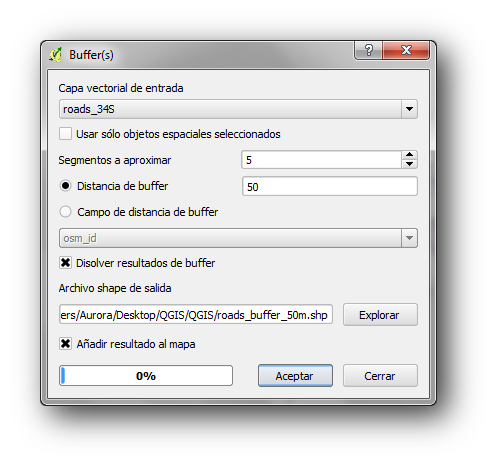 Buffer(s)
Capa vectorial de entrada
roads_34S
Usar sólo objetos espaciales seleccionados
Segmentos a aproximar 5
Distancia de buffer 50
Campo de distancia de buffer
osm_id
Disolver resultados de buffer
Archivo shape de salida
ers/Aurora/Desktop/QGIS/QGIS/roads_buffer_50m.shp Explorar
Añadir resultado al mapa
0% Aceptar Cerrar